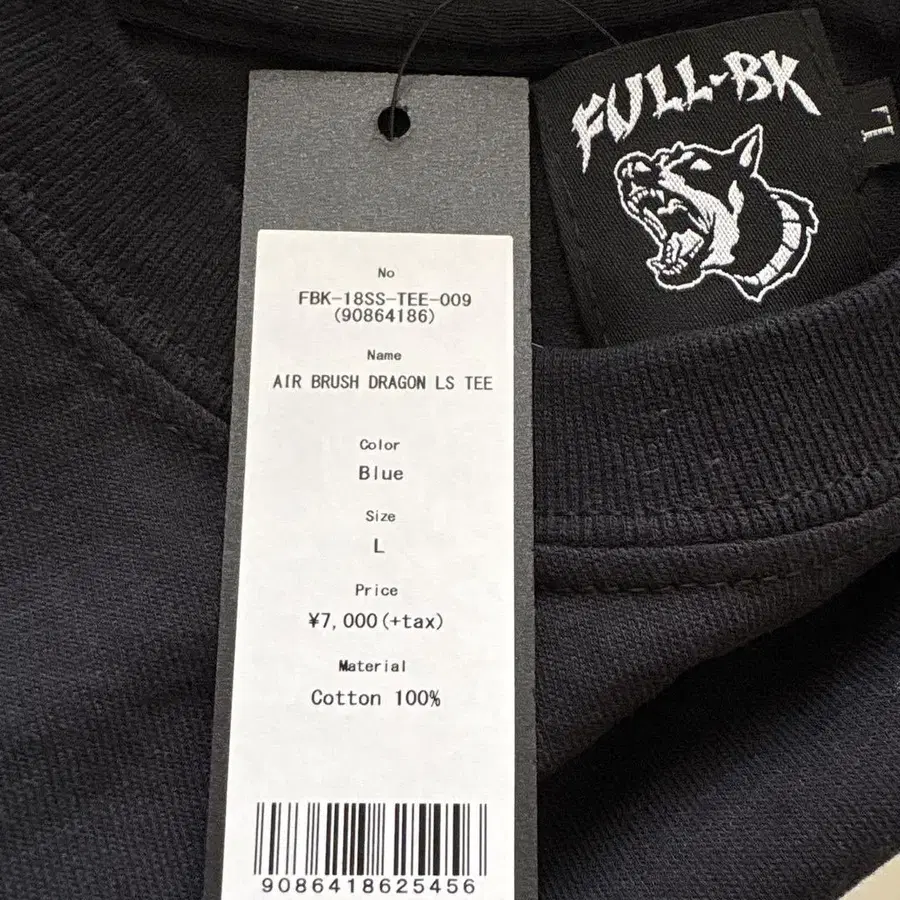 FULL-BK
L
No
FBK-18SS-TEE-009
(90864186)
Name
AIR BRUSH DRAGON LS TEE
Color
Blue
Size
L
Price
¥7,000(+tax)
Material
Cotton 100%
9086418625456